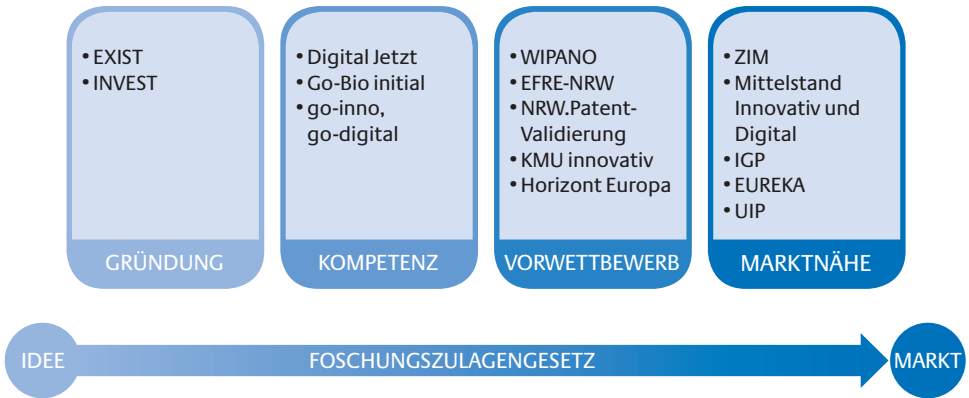 • EXIST
• INVEST
GRÜNDUNG
• Digital Jetzt
• Go-Bio initial
• go-inno,
go-digital
KOMPETENZ
• WIPANO
• EFRE-NRW
• NRW.Patent-
Validierung
• KMU innovativ
• Horizont Europa
VORWETTBEWERB
• ZIM
• Mittelstand
Innovativ und
Digital
• IGP
• EUREKA
• UIP
MARKTNÄHE
IDEE
FOSCHUNGSZULAGENGESETZ
MARKT